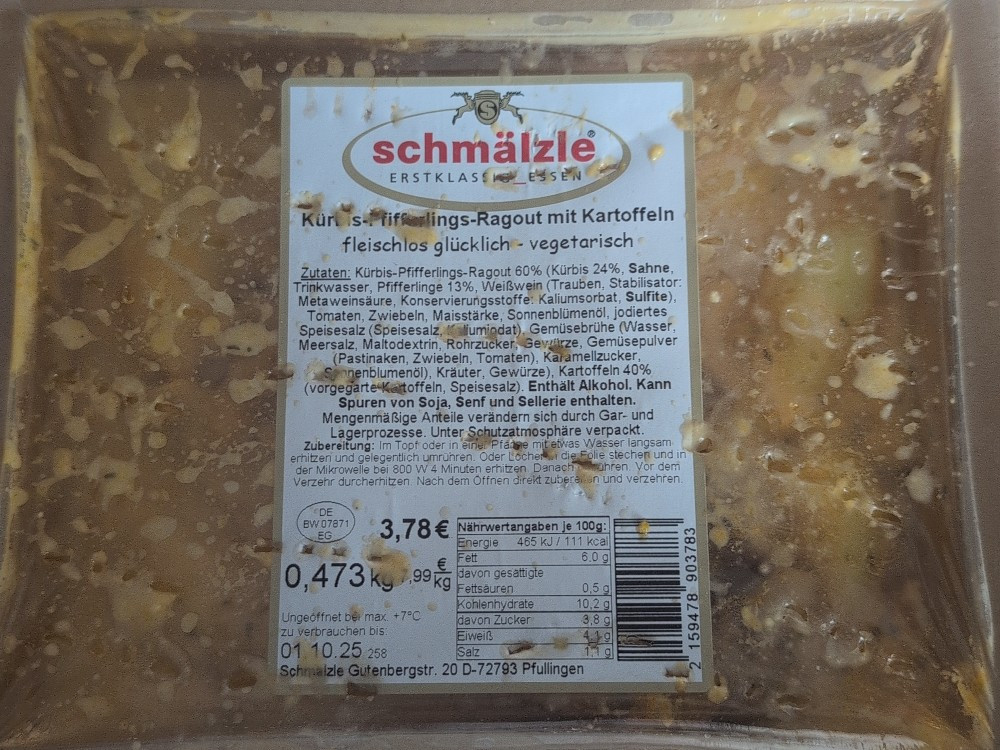 S
schmälzle®
ERSTKLASSIG_ESSEN
Kürbis-Pfifferlings-Ragout mit Kartoffeln
fleischlos glücklich - vegetarisch
Zutaten: Kürbis-Pfifferlings-Ragout 60% (Kürbis 24%, Sahne,
Trinkwasser, Pfifferlinge 13%, Weißwein (Trauben, Stabilisator:
Metaweinsäure, Konservierungsstoffe: Kaliumsorbat, Sulfite),
Tomaten, Zwiebeln, Maisstärke, Sonnenblumenöl, jodiertes
Speisesalz (Speisesalz, Kaliumiodat), Gemüsebrühe (Wasser,
Meersalz, Maltodextrin, Rohrzucker, Gewürze, Gemüsepulver
(Pastinaken, Zwiebeln, Tomaten), Karamellzucker,
Sonnenblumenöl), Kräuter, Gewürze), Kartoffeln 40%
(vorgegarte Kartoffeln, Speisesalz). Enthält Alkohol. Kann
Spuren von Soja, Senf und Sellerie enthalten.
Mengenmäßige Anteile verändern sich durch Gar- und
Lagerprozesse. Unter Schutzatmosphäre verpackt.
Zubereitung: Im Topf oder in einer Pfanne mit etwas Wasser langsam
erhitzen und gelegentlich umrühren. Oder Löcher in die Folie stechen und in
der Mikrowelle bei 800 W 4 Minuten erhitzen. Danach umrühren. Vor dem
Verzehr durcherhitzen. Nach dem Öffnen direkt zubereiten und verzehren.
DE
BW 07871
EG
3,78 €
0,473 kg
,99 €/kg
Ungeöffnet bei max. +7°C
zu verbrauchen bis:
01.10.25 258
Nährwertangaben je 100g:
Energie 465 kJ / 111 kcal
Fett 6,0 g
davon gesättigte
Fettsäuren 0,5 g
Kohlenhydrate 10,2 g
davon Zucker 3,8 g
Eiweiß 4,1 g
Salz 1,1 g
2 159478 903783
Schmälzle Gutenbergstr. 20 D-72793 Pfullingen